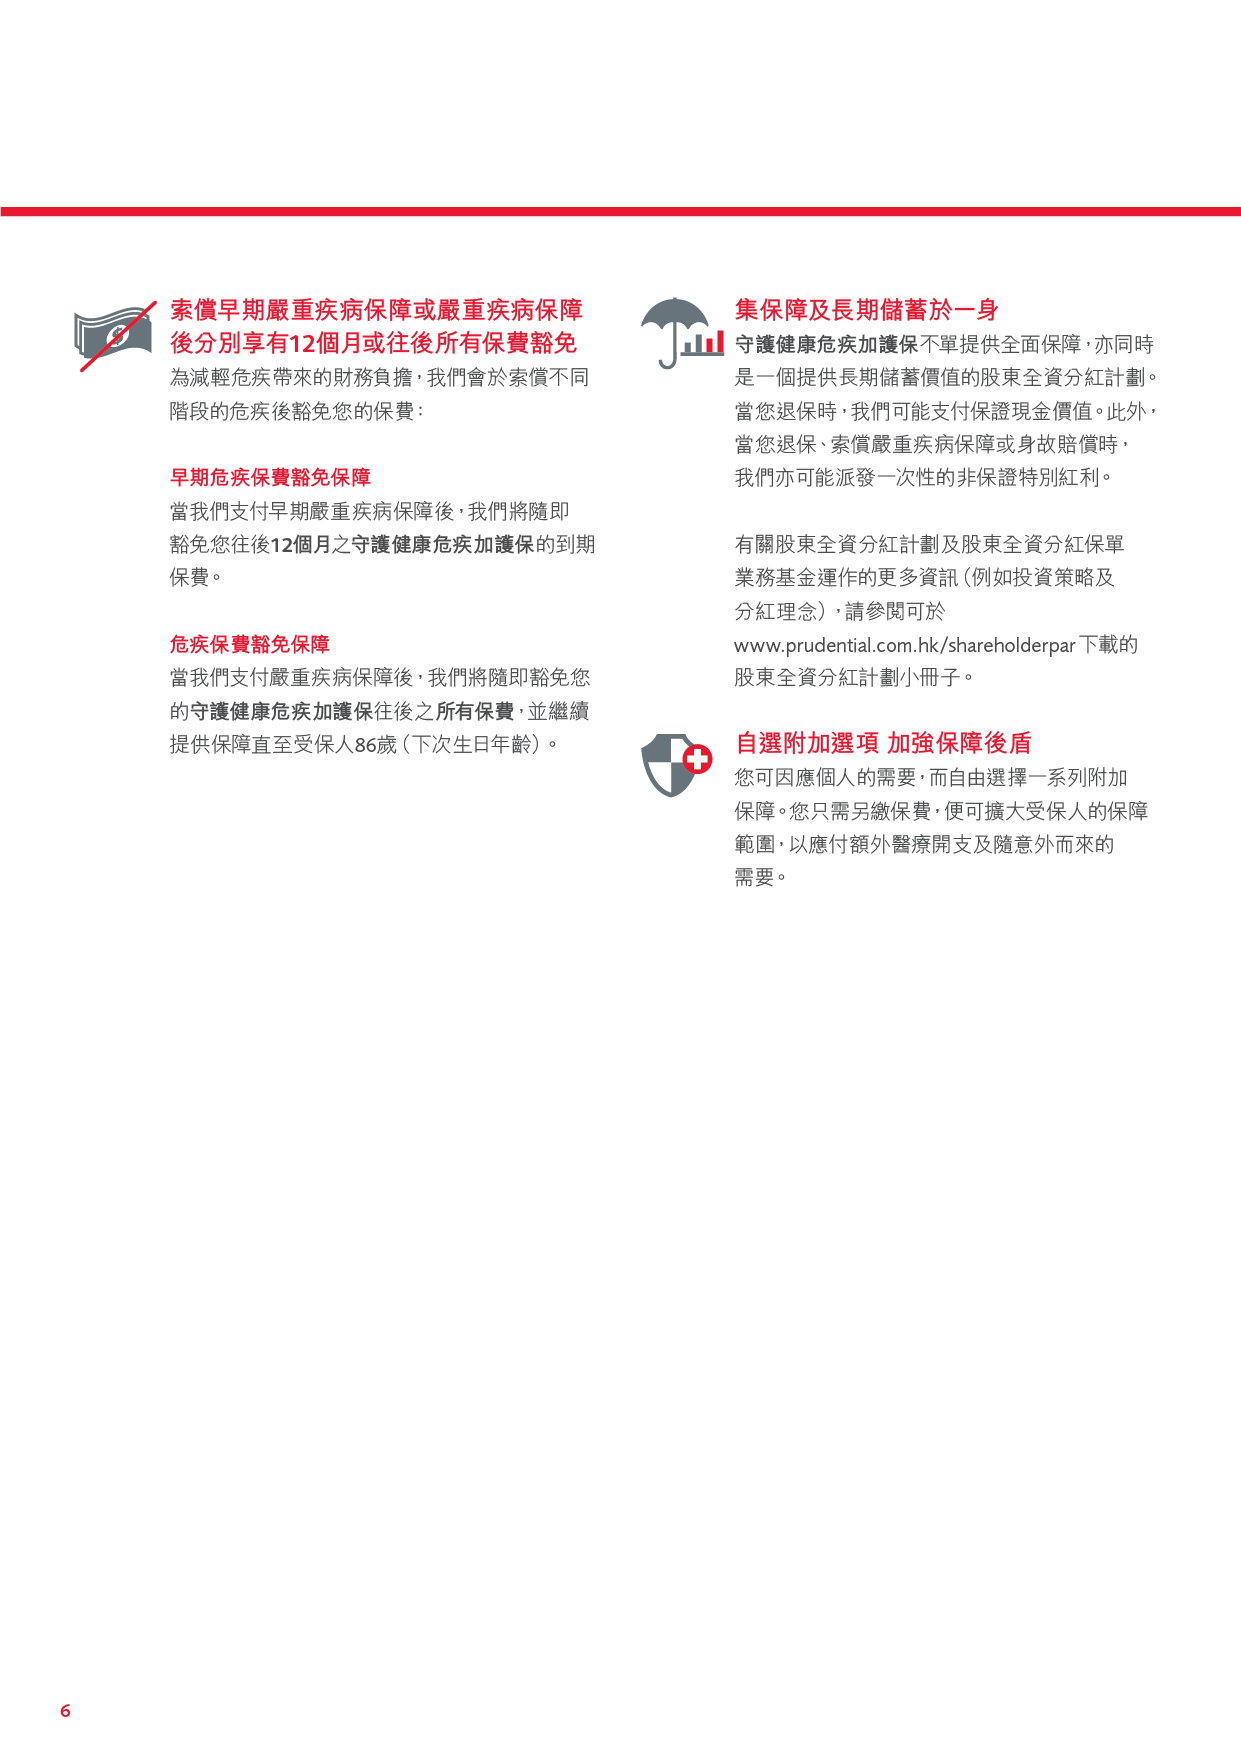 索償早期嚴重疾病保障或嚴重疾病保障
後分別享有12個月或往後所有保費豁免
為減輕危疾帶來的財務負擔，我們會於索償不同
階段的危疾後豁免您的保費：
早期危疾保費豁免保障
當我們支付早期嚴重疾病保障後，我們將隨即
豁免您往後12個月之守護健康危疾加護保的到期
保費。
危疾保費豁免保障
當我們支付嚴重疾病保障後，我們將隨即豁免您
的守護健康危疾加護保往後之所有保費，並繼續
提供保障直至受保人86歲（下次生日年齡）。
集保障及長期儲蓄於一身
守護健康危疾加護保不單提供全面保障，亦同時
是一個提供長期儲蓄價值的股東全資分紅計劃。
當您退保時，我們可能支付保證現金價值。此外，
當您退保、索償嚴重疾病保障或身故賠償時，
我們亦可能派發一次性的非保證特別紅利。
有關股東全資分紅計劃及股東全資分紅保單
業務基金運作的更多資訊（例如投資策略及
分紅理念），請參閱可於
www.prudential.com.hk/shareholderpar下載的
股東全資分紅計劃小冊子。
自選附加選項 加強保障後盾
您可因應個人的需要，而自由選擇一系列附加
保障。您只需另繳保費，便可擴大受保人的保障
範圍，以應付額外醫療開支及隨意外而來的
需要。
6
$